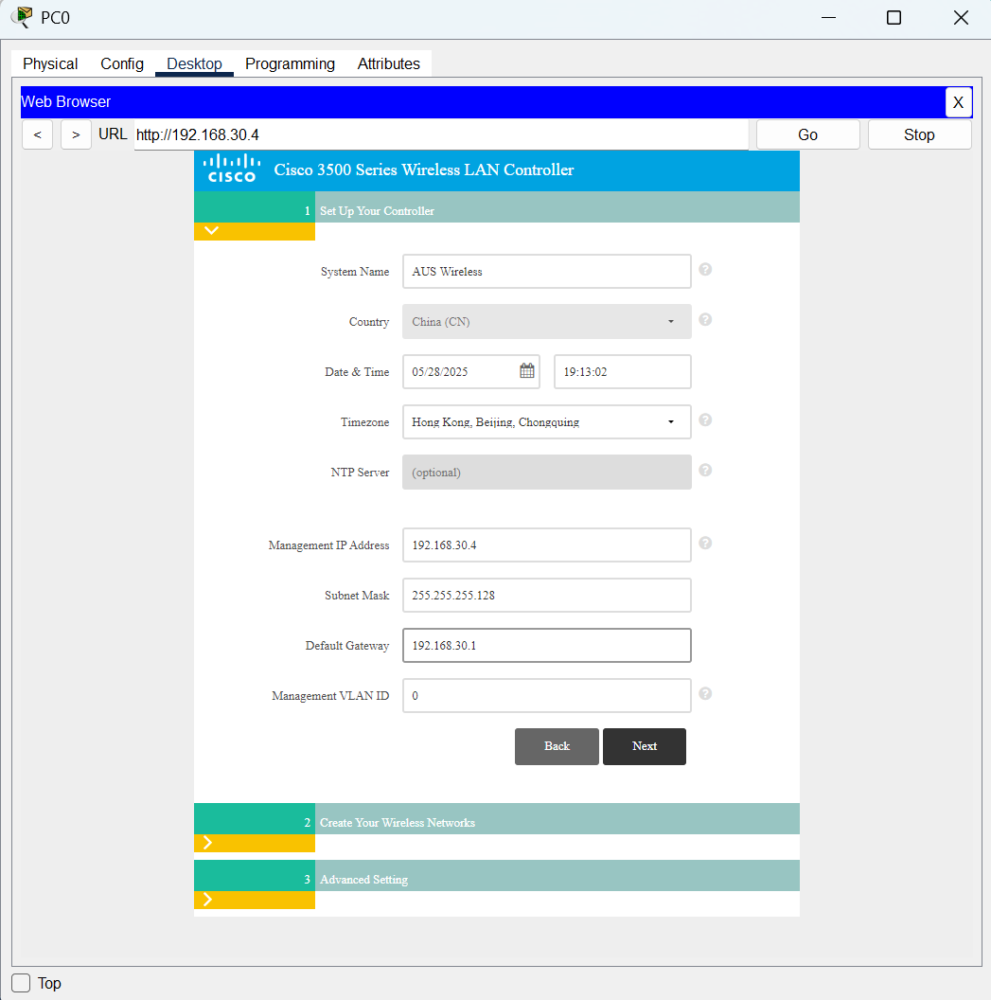 PC0
Physical Config Desktop Programming Attributes
Web Browser X
< > URL http://192.168.30.4 Go Stop
CISCO Cisco 3500 Series Wireless LAN Controller
1 Set Up Your Controller
System Name AUS Wireless ?
Country China (CN) ?
Date & Time 05/28/2025 19:13:02
Timezone Hong Kong, Beijing, Chongquing ?
NTP Server (optional) ?
Management IP Address 192.168.30.4 ?
Subnet Mask 255.255.255.128
Default Gateway 192.168.30.1
Management VLAN ID 0 ?
Back Next
2 Create Your Wireless Networks
3 Advanced Setting
Top